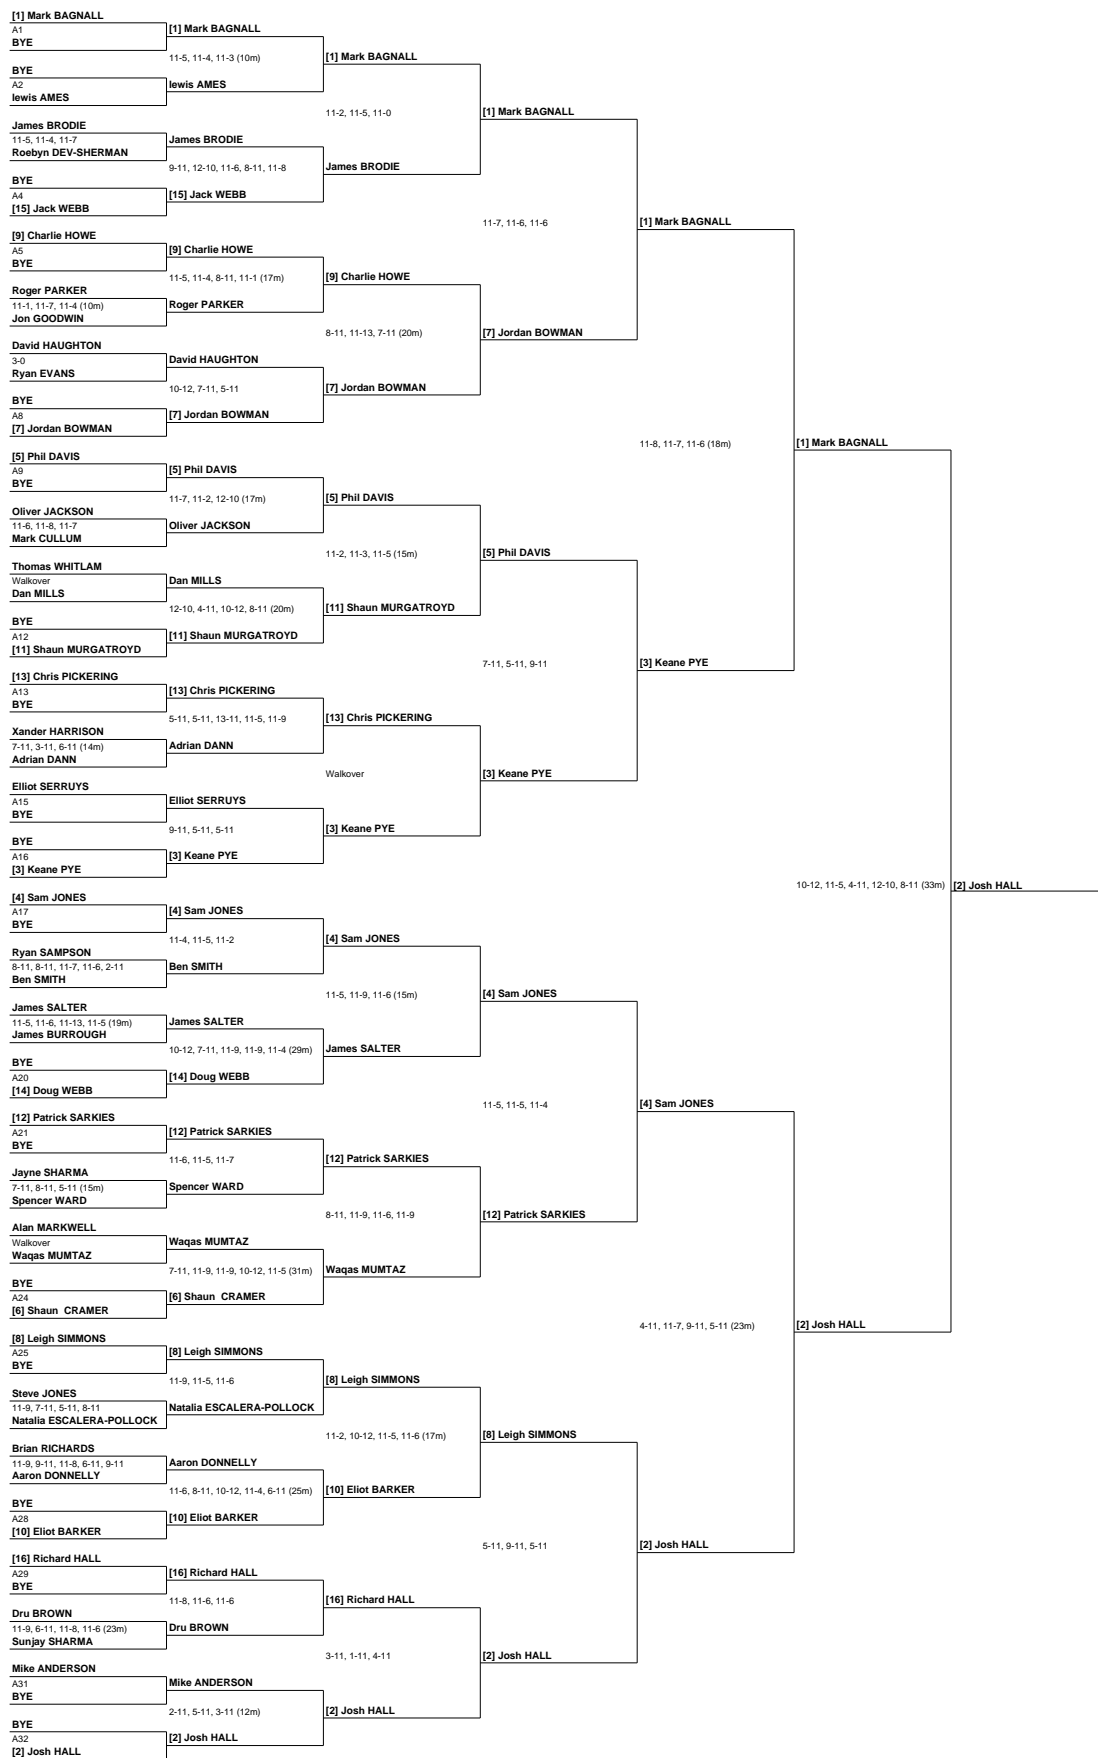 [1] Mark BAGNALL
A1
BYE
BYE
A2
lewis AMES
James BRODIE
11-5, 11-4, 11-7
Roebyn DEV-SHERMAN
BYE
A4
[15] Jack WEBB
[9] Charlie HOWE
A5
BYE
Roger PARKER
11-1, 11-7, 11-4 (10m)
Jon GOODWIN
David HAUGHTON
3-0
Ryan EVANS
BYE
A8
[7] Jordan BOWMAN
[5] Phil DAVIS
A9
BYE
Oliver JACKSON
11-6, 11-8, 11-7
Mark CULLUM
Thomas WHITLAM
Walkover
Dan MILLS
BYE
A12
[11] Shaun MURGATROYD
[13] Chris PICKERING
A13
BYE
Xander HARRISON
7-11, 3-11, 6-11 (14m)
Adrian DANN
Elliot SERRUYS
A15
BYE
BYE
A16
[3] Keane PYE
[4] Sam JONES
A17
BYE
Ryan SAMPSON
8-11, 8-11, 11-7, 11-6, 2-11
Ben SMITH
James SALTER
11-5, 11-6, 11-13, 11-5 (19m)
James BURROUGH
BYE
A20
[14] Doug WEBB
[12] Patrick SARKIES
A21
BYE
Jayne SHARMA
7-11, 8-11, 5-11 (15m)
Spencer WARD
Alan MARKWELL
Walkover
Waqas MUMTAZ
BYE
A24
[6] Shaun  CRAMER
[8] Leigh SIMMONS
A25
BYE
Steve JONES
11-9, 7-11, 5-11, 8-11
Natalia ESCALERA-POLLOCK
Brian RICHARDS
11-9, 9-11, 11-8, 6-11, 9-11
Aaron DONNELLY
BYE
A28
[10] Eliot BARKER
[16] Richard HALL
A29
BYE
Dru BROWN
11-9, 6-11, 11-8, 11-6 (23m)
Sunjay SHARMA
Mike ANDERSON
A31
BYE
BYE
A32
[2] Josh HALL
[1] Mark BAGNALL
11-5, 11-4, 11-3 (10m)
lewis AMES
James BRODIE
9-11, 12-10, 11-6, 8-11, 11-8
[15] Jack WEBB
[9] Charlie HOWE
11-5, 11-4, 8-11, 11-1 (17m)
Roger PARKER
David HAUGHTON
10-12, 7-11, 5-11
[7] Jordan BOWMAN
[5] Phil DAVIS
11-7, 11-2, 12-10 (17m)
Oliver JACKSON
Dan MILLS
12-10, 4-11, 10-12, 8-11 (20m)
[11] Shaun MURGATROYD
[13] Chris PICKERING
5-11, 5-11, 13-11, 11-5, 11-9
Adrian DANN
Elliot SERRUYS
9-11, 5-11, 5-11
[3] Keane PYE
[4] Sam JONES
11-4, 11-5, 11-2
Ben SMITH
James SALTER
10-12, 7-11, 11-9, 11-9, 11-4 (29m)
[14] Doug WEBB
[12] Patrick SARKIES
11-6, 11-5, 11-7
Spencer WARD
Waqas MUMTAZ
7-11, 11-9, 11-9, 10-12, 11-5 (31m)
[6] Shaun  CRAMER
[8] Leigh SIMMONS
11-9, 11-5, 11-6
Natalia ESCALERA-POLLOCK
Aaron DONNELLY
11-6, 8-11, 10-12, 11-4, 6-11 (25m)
[10] Eliot BARKER
[16] Richard HALL
11-8, 11-6, 11-6
Dru BROWN
Mike ANDERSON
2-11, 5-11, 3-11 (12m)
[2] Josh HALL
[1] Mark BAGNALL
11-2, 11-5, 11-0
James BRODIE
[9] Charlie HOWE
8-11, 11-13, 7-11 (20m)
[7] Jordan BOWMAN
[5] Phil DAVIS
11-2, 11-3, 11-5 (15m)
[11] Shaun MURGATROYD
[13] Chris PICKERING
Walkover
[3] Keane PYE
[4] Sam JONES
11-5, 11-9, 11-6 (15m)
James SALTER
[12] Patrick SARKIES
8-11, 11-9, 11-6, 11-9
Waqas MUMTAZ
[8] Leigh SIMMONS
11-2, 10-12, 11-5, 11-6 (17m)
[10] Eliot BARKER
[16] Richard HALL
3-11, 1-11, 4-11
[2] Josh HALL
[1] Mark BAGNALL
11-7, 11-6, 11-6
[7] Jordan BOWMAN
[5] Phil DAVIS
7-11, 5-11, 9-11
[3] Keane PYE
[4] Sam JONES
11-5, 11-5, 11-4
[12] Patrick SARKIES
[8] Leigh SIMMONS
5-11, 9-11, 5-11
[2] Josh HALL
[1] Mark BAGNALL
11-8, 11-7, 11-6 (18m)
[3] Keane PYE
[4] Sam JONES
4-11, 11-7, 9-11, 5-11 (23m)
[2] Josh HALL
[1] Mark BAGNALL
10-12, 11-5, 4-11, 12-10, 8-11 (33m)
[2] Josh HALL
[2] Josh HALL